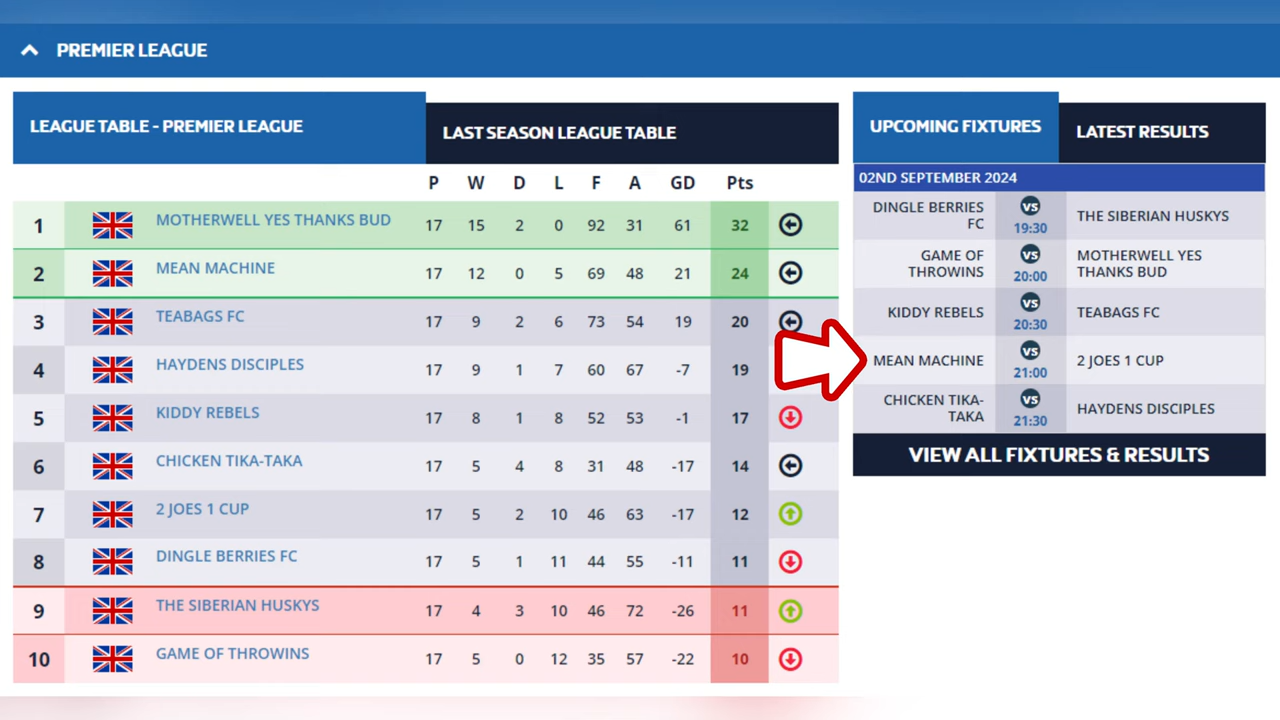 PREMIER LEAGUE
LEAGUE TABLE - PREMIER LEAGUE
LAST SEASON LEAGUE TABLE
P W D L F A GD Pts
1 MOTHERWELL YES THANKS BUD 17 15 2 0 92 31 61 32
2 MEAN MACHINE 17 12 0 5 69 48 21 24
3 TEABAGS FC 17 9 2 6 73 54 19 20
4 HAYDENS DISCIPLES 17 9 1 7 60 67 -7 19
5 KIDDY REBELS 17 8 1 8 52 53 -1 17
6 CHICKEN TIKA-TAKA 17 5 4 8 31 48 -17 14
7 2 JOES 1 CUP 17 5 2 10 46 63 -17 12
8 DINGLE BERRIES FC 17 5 1 11 44 55 -11 11
9 THE SIBERIAN HUSKYS 17 4 3 10 46 72 -26 11
10 GAME OF THROWINS 17 5 0 12 35 57 -22 10
UPCOMING FIXTURES
LATEST RESULTS
02ND SEPTEMBER 2024
DINGLE BERRIES
FC
VS
19:30
THE SIBERIAN HUSKYS
GAME OF
THROWINS
VS
20:00
MOTHERWELL YES
THANKS BUD
KIDDY REBELS
VS
20:30
TEABAGS FC
MEAN MACHINE
VS
21:00
2 JOES 1 CUP
CHICKEN TIKA-
TAKA
VS
21:30
HAYDENS DISCIPLES
VIEW ALL FIXTURES & RESULTS